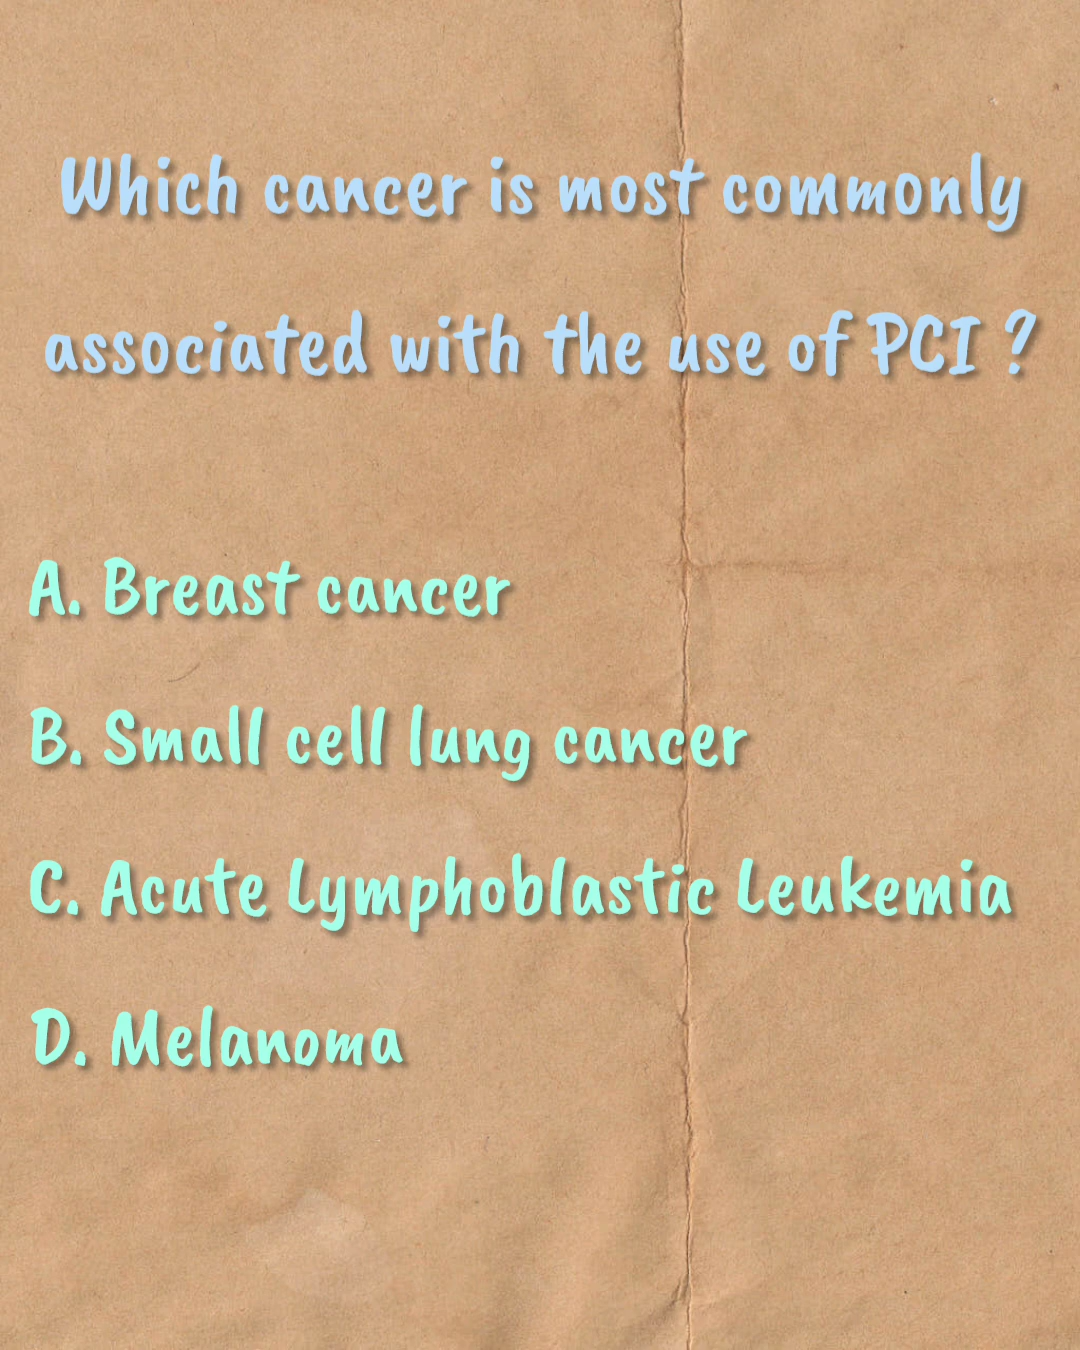 Which cancer is most commonly
associated with the use of PCI ?
A. Breast cancer
B. Small cell lung cancer
C. Acute Lymphoblastic Leukemia
D. Melanoma